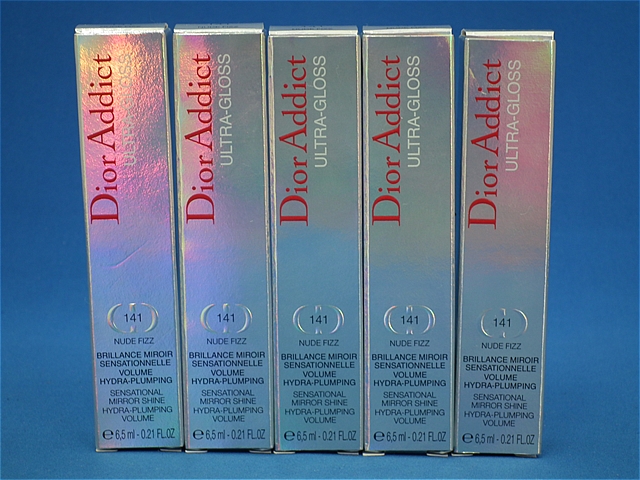 Dior Addict
ULTRA-GLOSS
141
NUDE FIZZ
BRILLANCE MIROIR
SENSATIONNELLE
VOLUME
HYDRA-PLUMPING
SENSATIONAL
MIRROR SHINE
HYDRA-PLUMPING
VOLUME
e 6,5 ml - 0.21 FL.OZ
Dior Addict
ULTRA-GLOSS
141
NUDE FIZZ
BRILLANCE MIROIR
SENSATIONNELLE
VOLUME
HYDRA-PLUMPING
SENSATIONAL
MIRROR SHINE
HYDRA-PLUMPING
VOLUME
e 6,5 ml - 0.21 FL.OZ
Dior Addict
ULTRA-GLOSS
141
NUDE FIZZ
BRILLANCE MIROIR
SENSATIONNELLE
VOLUME
HYDRA-PLUMPING
SENSATIONAL
MIRROR SHINE
HYDRA-PLUMPING
VOLUME
e 6,5 ml - 0.21 FL.OZ
Dior Addict
ULTRA-GLOSS
141
NUDE FIZZ
BRILLANCE MIROIR
SENSATIONNELLE
VOLUME
HYDRA-PLUMPING
SENSATIONAL
MIRROR SHINE
HYDRA-PLUMPING
VOLUME
e 6,5 ml - 0.21 FL.OZ
Dior Addict
ULTRA-GLOSS
141
NUDE FIZZ
BRILLANCE MIROIR
SENSATIONNELLE
VOLUME
HYDRA-PLUMPING
SENSATIONAL
MIRROR SHINE
HYDRA-PLUMPING
VOLUME
e 6,5 ml - 0.21 FL.OZ